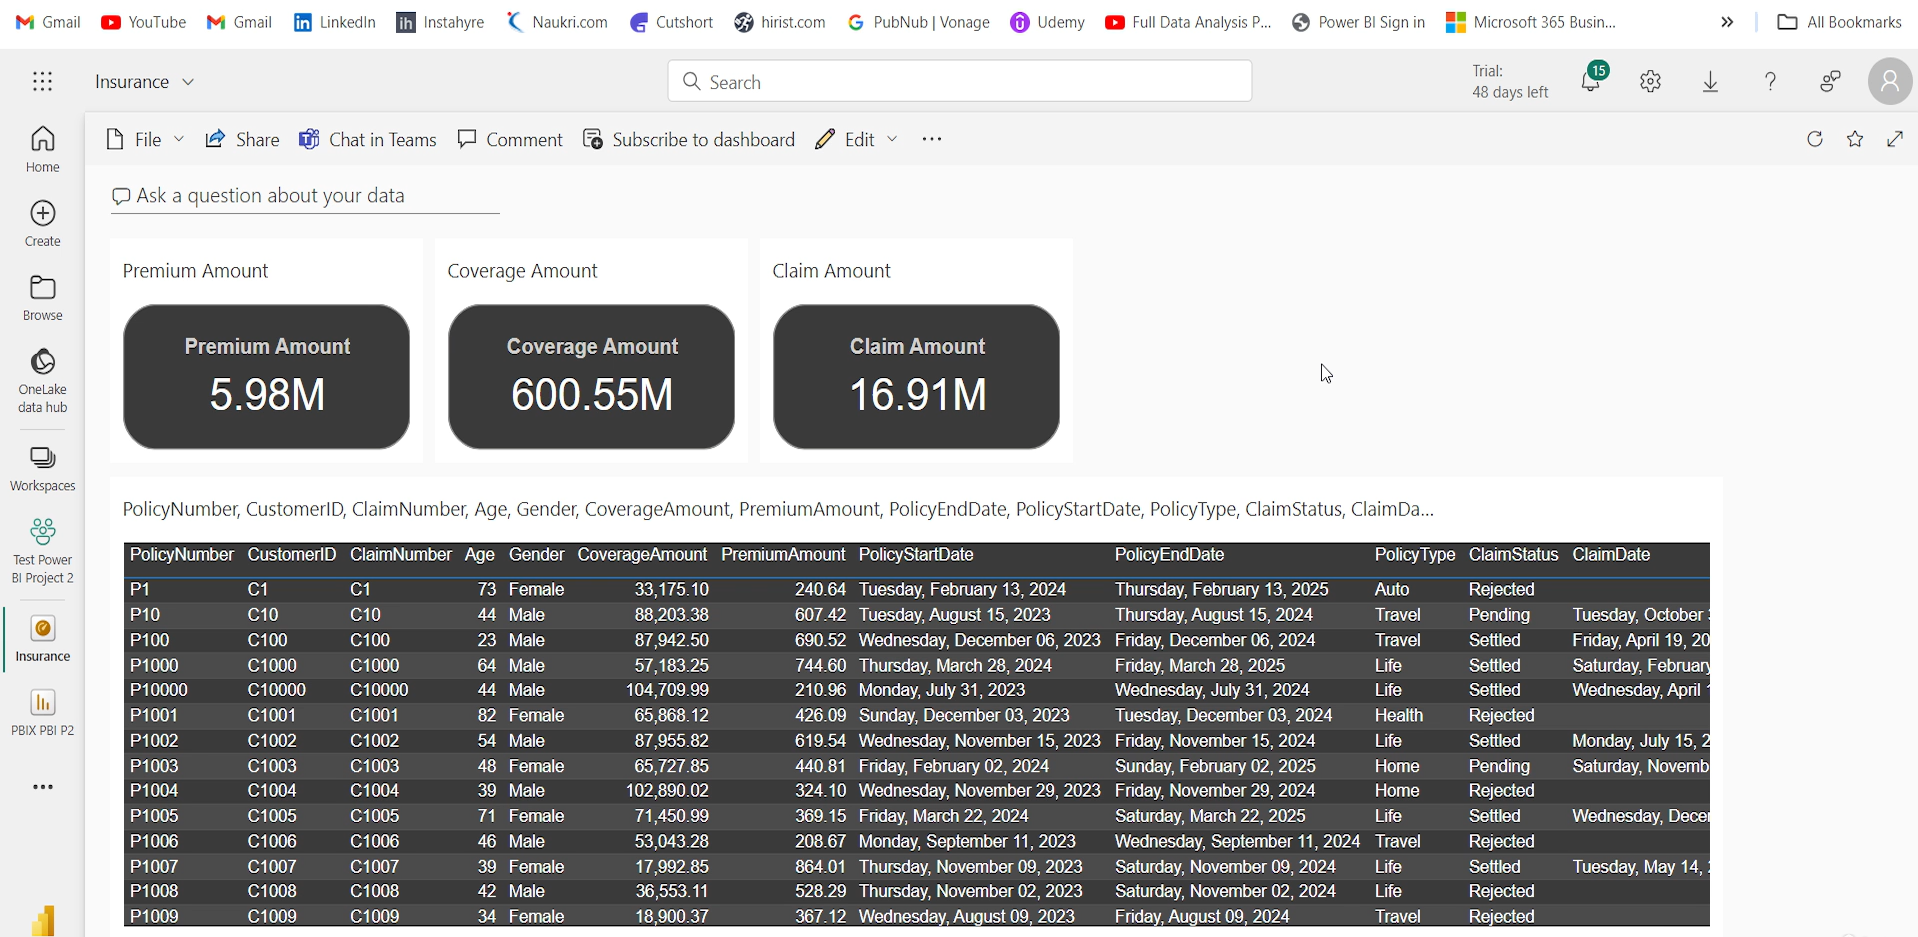 Gmail YouTube Gmail LinkedIn Instahyre Naukri.com Cutshort hirist.com PubNub | Vonage Udemy Full Data Analysis P... Power BI Sign in Microsoft 365 Busin... » All Bookmarks
Insurance Search Trial: 48 days left 15
File Share Chat in Teams Comment Subscribe to dashboard Edit ...
Home
Create
Browse
OneLake
data hub
Workspaces
Test Power
BI Project 2
Insurance
PBIX PBI P2
Ask a question about your data
Premium Amount Coverage Amount Claim Amount
Premium Amount Coverage Amount Claim Amount
5.98M 600.55M 16.91M
PolicyNumber, CustomerID, ClaimNumber, Age, Gender, CoverageAmount, PremiumAmount, PolicyEndDate, PolicyStartDate, PolicyType, ClaimStatus, ClaimDa...
PolicyNumber CustomerID ClaimNumber Age Gender CoverageAmount PremiumAmount PolicyStartDate PolicyEndDate PolicyType ClaimStatus ClaimDate
P1 C1 C1 73 Female 33,175.10 240.64 Tuesday, February 13, 2024 Thursday, February 13, 2025 Auto Rejected
P10 C10 C10 44 Male 88,203.38 607.42 Tuesday, August 15, 2023 Thursday, August 15, 2024 Travel Pending Tuesday, October
P100 C100 C100 23 Male 87,942.50 690.52 Wednesday, December 06, 2023 Friday, December 06, 2024 Travel Settled Friday, April 19, 20
P1000 C1000 C1000 64 Male 57,183.25 744.60 Thursday, March 28, 2024 Friday, March 28, 2025 Life Settled Saturday, February
P10000 C10000 C10000 44 Male 104,709.99 210.96 Monday, July 31, 2023 Wednesday, July 31, 2024 Life Settled Wednesday, April
P1001 C1001 C1001 82 Female 65,868.12 426.09 Sunday, December 03, 2023 Tuesday, December 03, 2024 Health Rejected
P1002 C1002 C1002 54 Male 87,955.82 619.54 Wednesday, November 15, 2023 Friday, November 15, 2024 Life Settled Monday, July 15, 2
P1003 C1003 C1003 48 Female 65,727.85 440.81 Friday, February 02, 2024 Sunday, February 02, 2025 Home Pending Saturday, Novemb
P1004 C1004 C1004 39 Male 102,890.02 324.10 Wednesday, November 29, 2023 Friday, November 29, 2024 Home Rejected
P1005 C1005 C1005 71 Female 71,450.99 369.15 Friday, March 22, 2024 Saturday, March 22, 2025 Life Settled Wednesday, Decer
P1006 C1006 C1006 46 Male 53,043.28 208.67 Monday, September 11, 2023 Wednesday, September 11, 2024 Travel Rejected
P1007 C1007 C1007 39 Female 17,992.85 864.01 Thursday, November 09, 2023 Saturday, November 09, 2024 Life Settled Tuesday, May 14,
P1008 C1008 C1008 42 Male 36,553.11 528.29 Thursday, November 02, 2023 Saturday, November 02, 2024 Life Rejected
P1009 C1009 C1009 34 Female 18,900.37 367.12 Wednesday, August 09, 2023 Friday, August 09, 2024 Travel Rejected